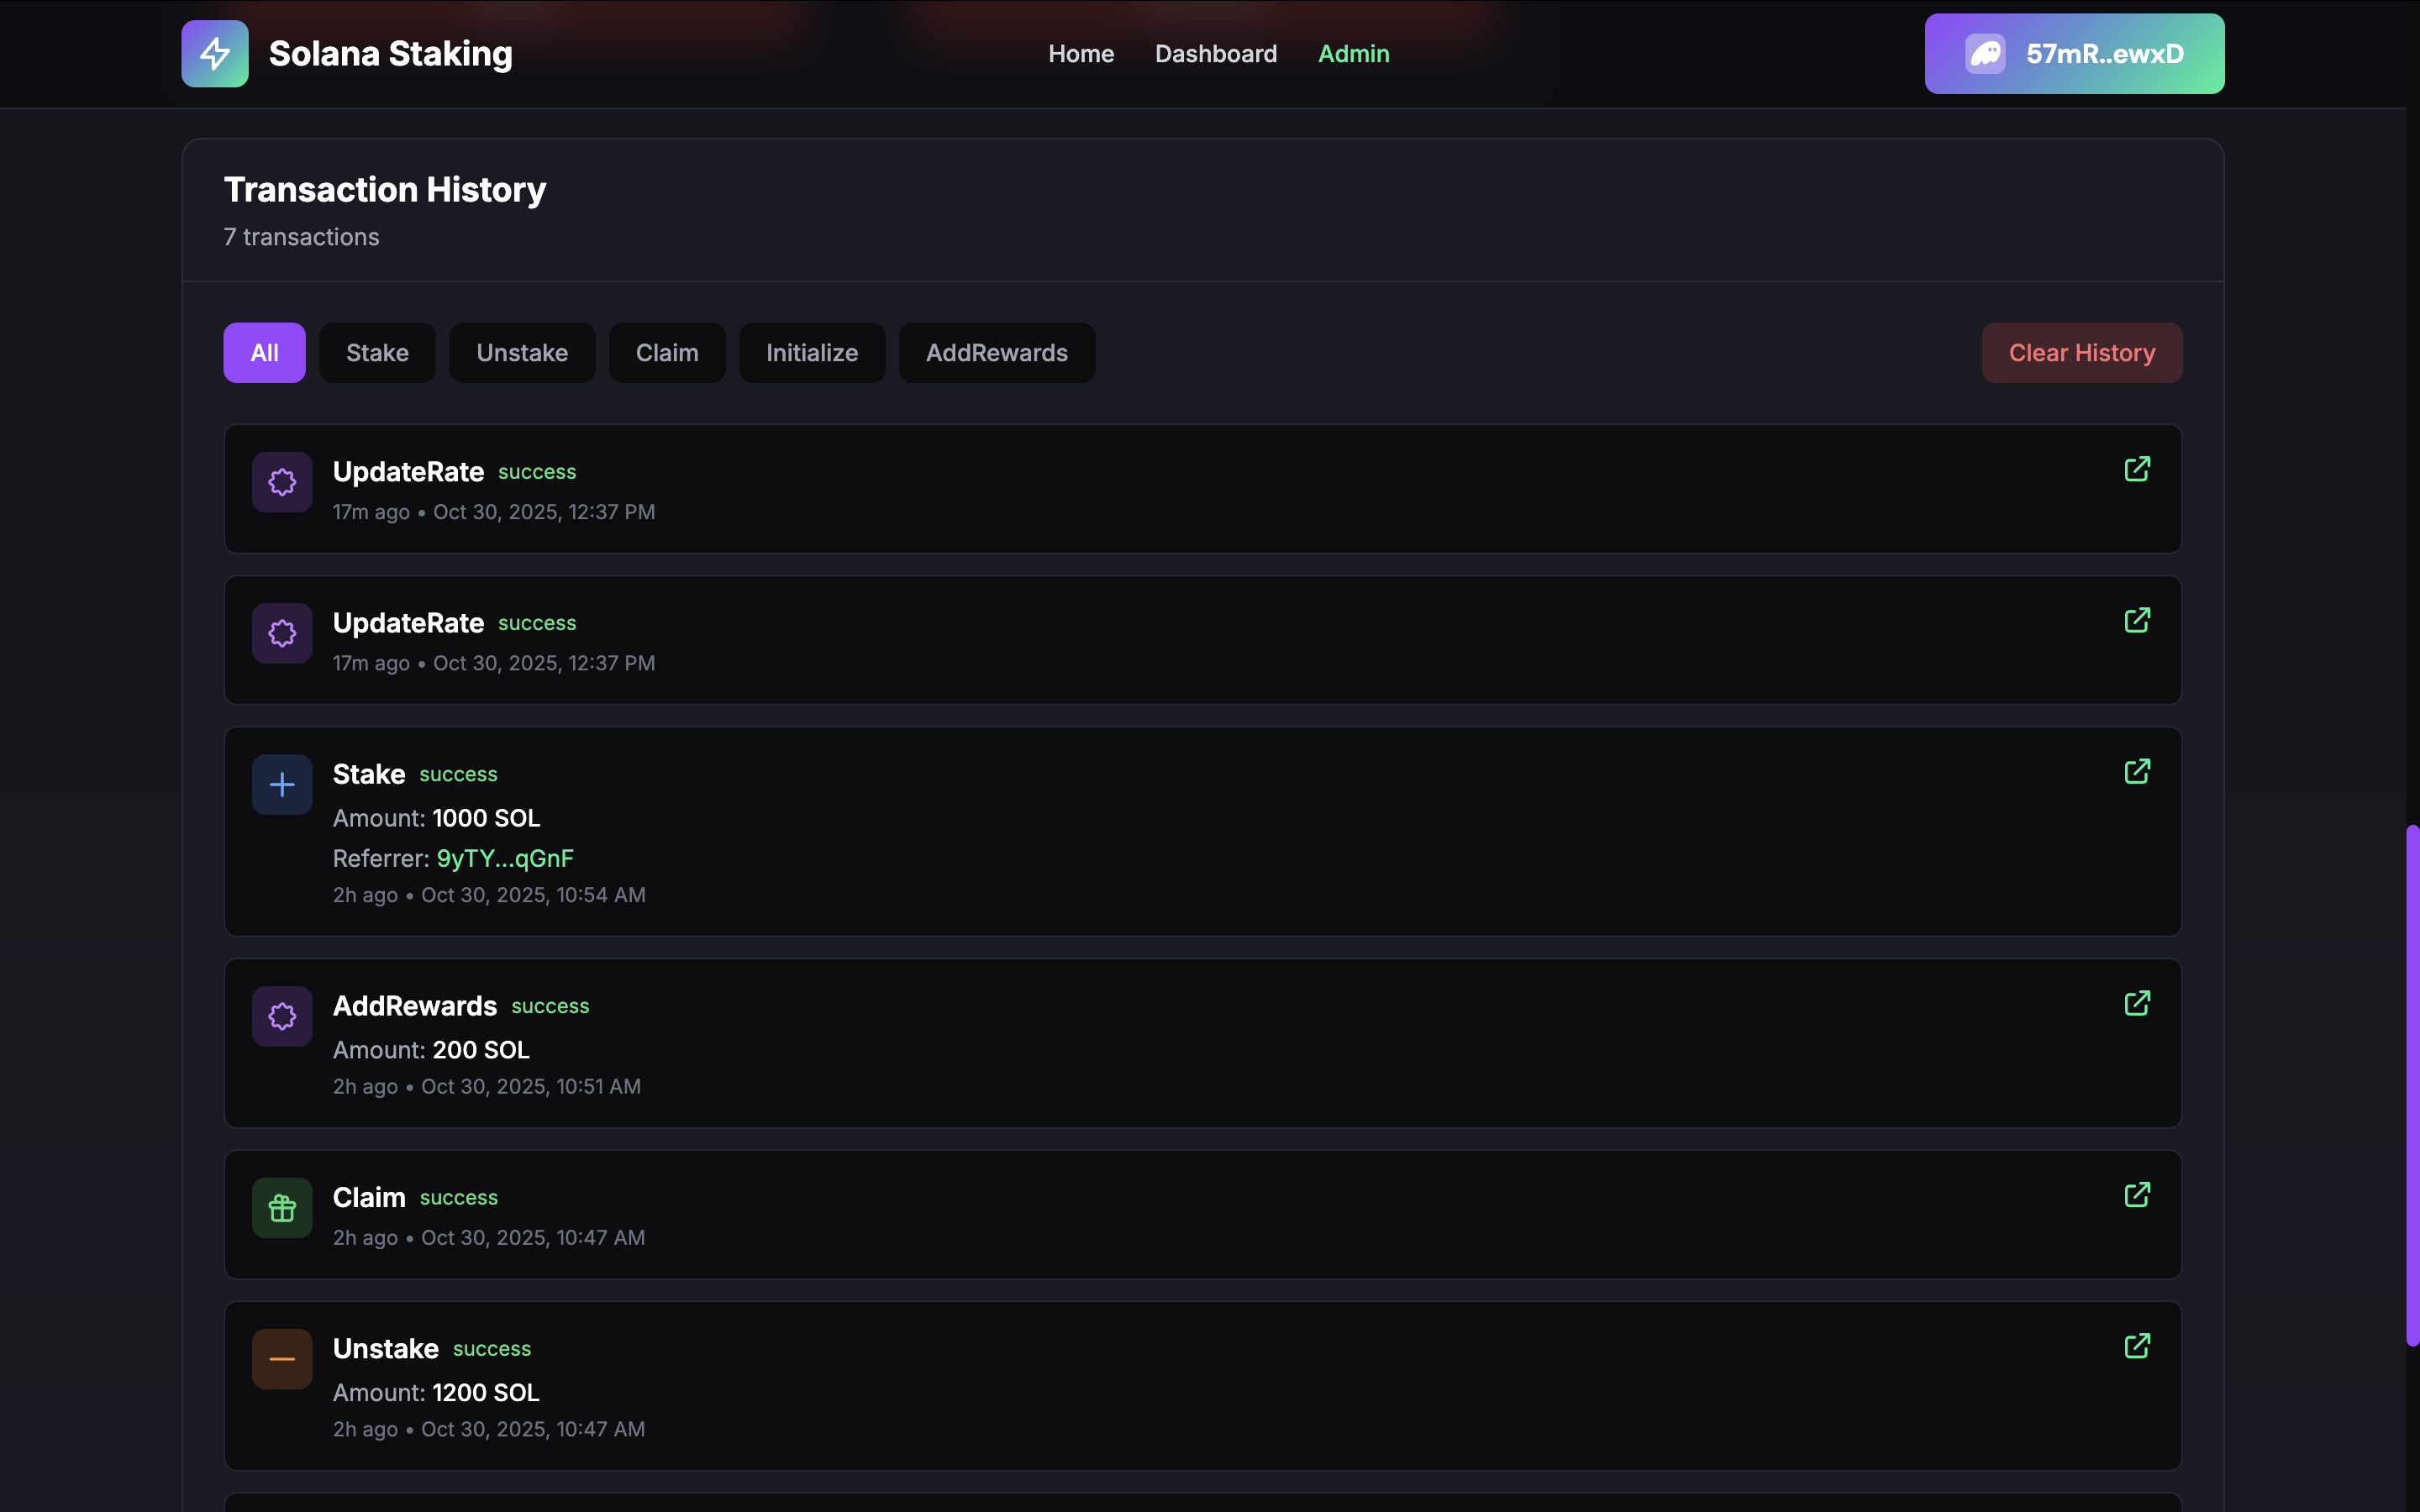 Solana Staking
Home Dashboard Admin
57mR..ewxD
Transaction History
7 transactions
All Stake Unstake Claim Initialize AddRewards Clear History
UpdateRate success
17m ago • Oct 30, 2025, 12:37 PM
UpdateRate success
17m ago • Oct 30, 2025, 12:37 PM
Stake success
Amount: 1000 SOL
Referrer: 9yTY...qGnF
2h ago • Oct 30, 2025, 10:54 AM
AddRewards success
Amount: 200 SOL
2h ago • Oct 30, 2025, 10:51 AM
Claim success
2h ago • Oct 30, 2025, 10:47 AM
Unstake success
Amount: 1200 SOL
2h ago • Oct 30, 2025, 10:47 AM